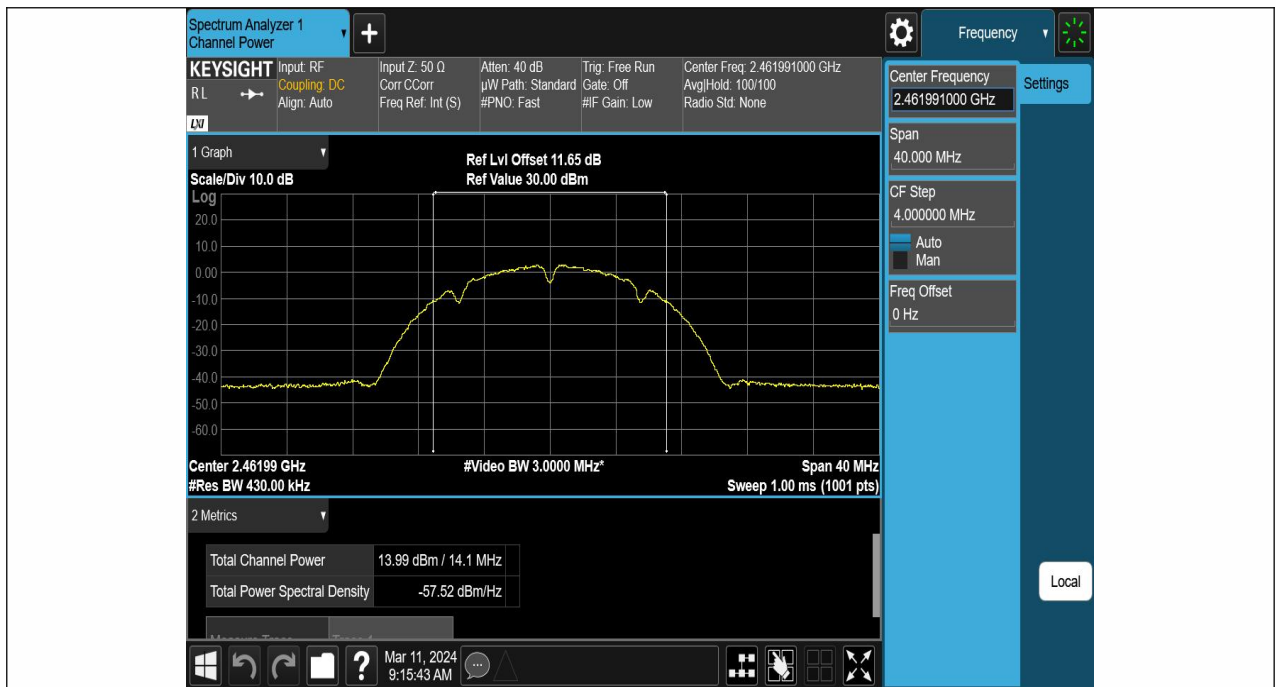 Spectrum Analyzer 1
Channel Power
Frequency
KEYSIGHT
R L
LXI
Input: RF
Coupling: DC
Align: Auto
Input Z: 50 Ω
Corr CCorr
Freq Ref: Int (S)
Atten: 40 dB
µW Path: Standard
#PNO: Fast
Trig: Free Run
Gate: Off
#IF Gain: Low
Center Freq: 2.461991000 GHz
Avg|Hold: 100/100
Radio Std: None
Center Frequency
2.461991000 GHz
Settings
Span
40.000 MHz
CF Step
4.000000 MHz
Auto
Man
Freq Offset
0 Hz
Local
1 Graph
Scale/Div 10.0 dB
Ref Lvl Offset 11.65 dB
Ref Value 30.00 dBm
Log
20.0
10.0
0.00
-10.0
-20.0
-30.0
-40.0
-50.0
-60.0
Center 2.46199 GHz
#Video BW 3.0000 MHz*
Span 40 MHz
#Res BW 430.00 kHz
Sweep 1.00 ms (1001 pts)
2 Metrics
Total Channel Power 13.99 dBm / 14.1 MHz
Total Power Spectral Density -57.52 dBm/Hz
?
Mar 11, 2024
9:15:43 AM